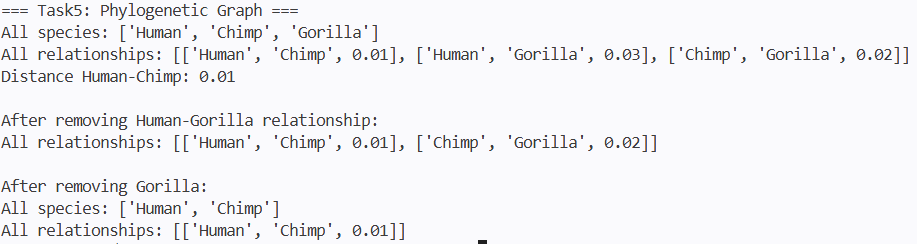 === Task5: Phylogenetic Graph ===
All species: ['Human', 'Chimp', 'Gorilla']
All relationships: [['Human', 'Chimp', 0.01], ['Human', 'Gorilla', 0.03], ['Chimp', 'Gorilla', 0.02]]
Distance Human-Chimp: 0.01

After removing Human-Gorilla relationship:
All relationships: [['Human', 'Chimp', 0.01], ['Chimp', 'Gorilla', 0.02]]

After removing Gorilla:
All species: ['Human', 'Chimp']
All relationships: [['Human', 'Chimp', 0.01]]